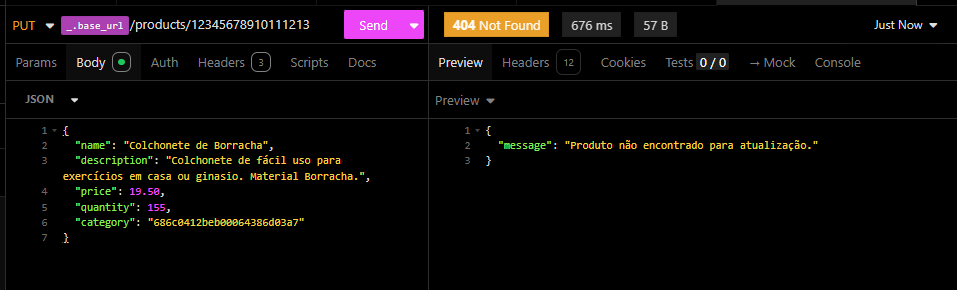 PUT _.base_url /products/12345678910111213 Send
Params Body Auth Headers 3 Scripts Docs
JSON
1 {
2 "name": "Colchonete de Borracha",
3 "description": "Colchonete de fácil uso para
exercícios em casa ou ginasio. Material Borracha.",
4 "price": 19.50,
5 "quantity": 155,
6 "category": "686c0412beb00064386d03a7"
7 }
404 Not Found 676 ms 57 B Just Now
Preview Headers 12 Cookies Tests 0 / 0 → Mock Console
Preview
1 {
2 "message": "Produto não encontrado para atualização."
3 }